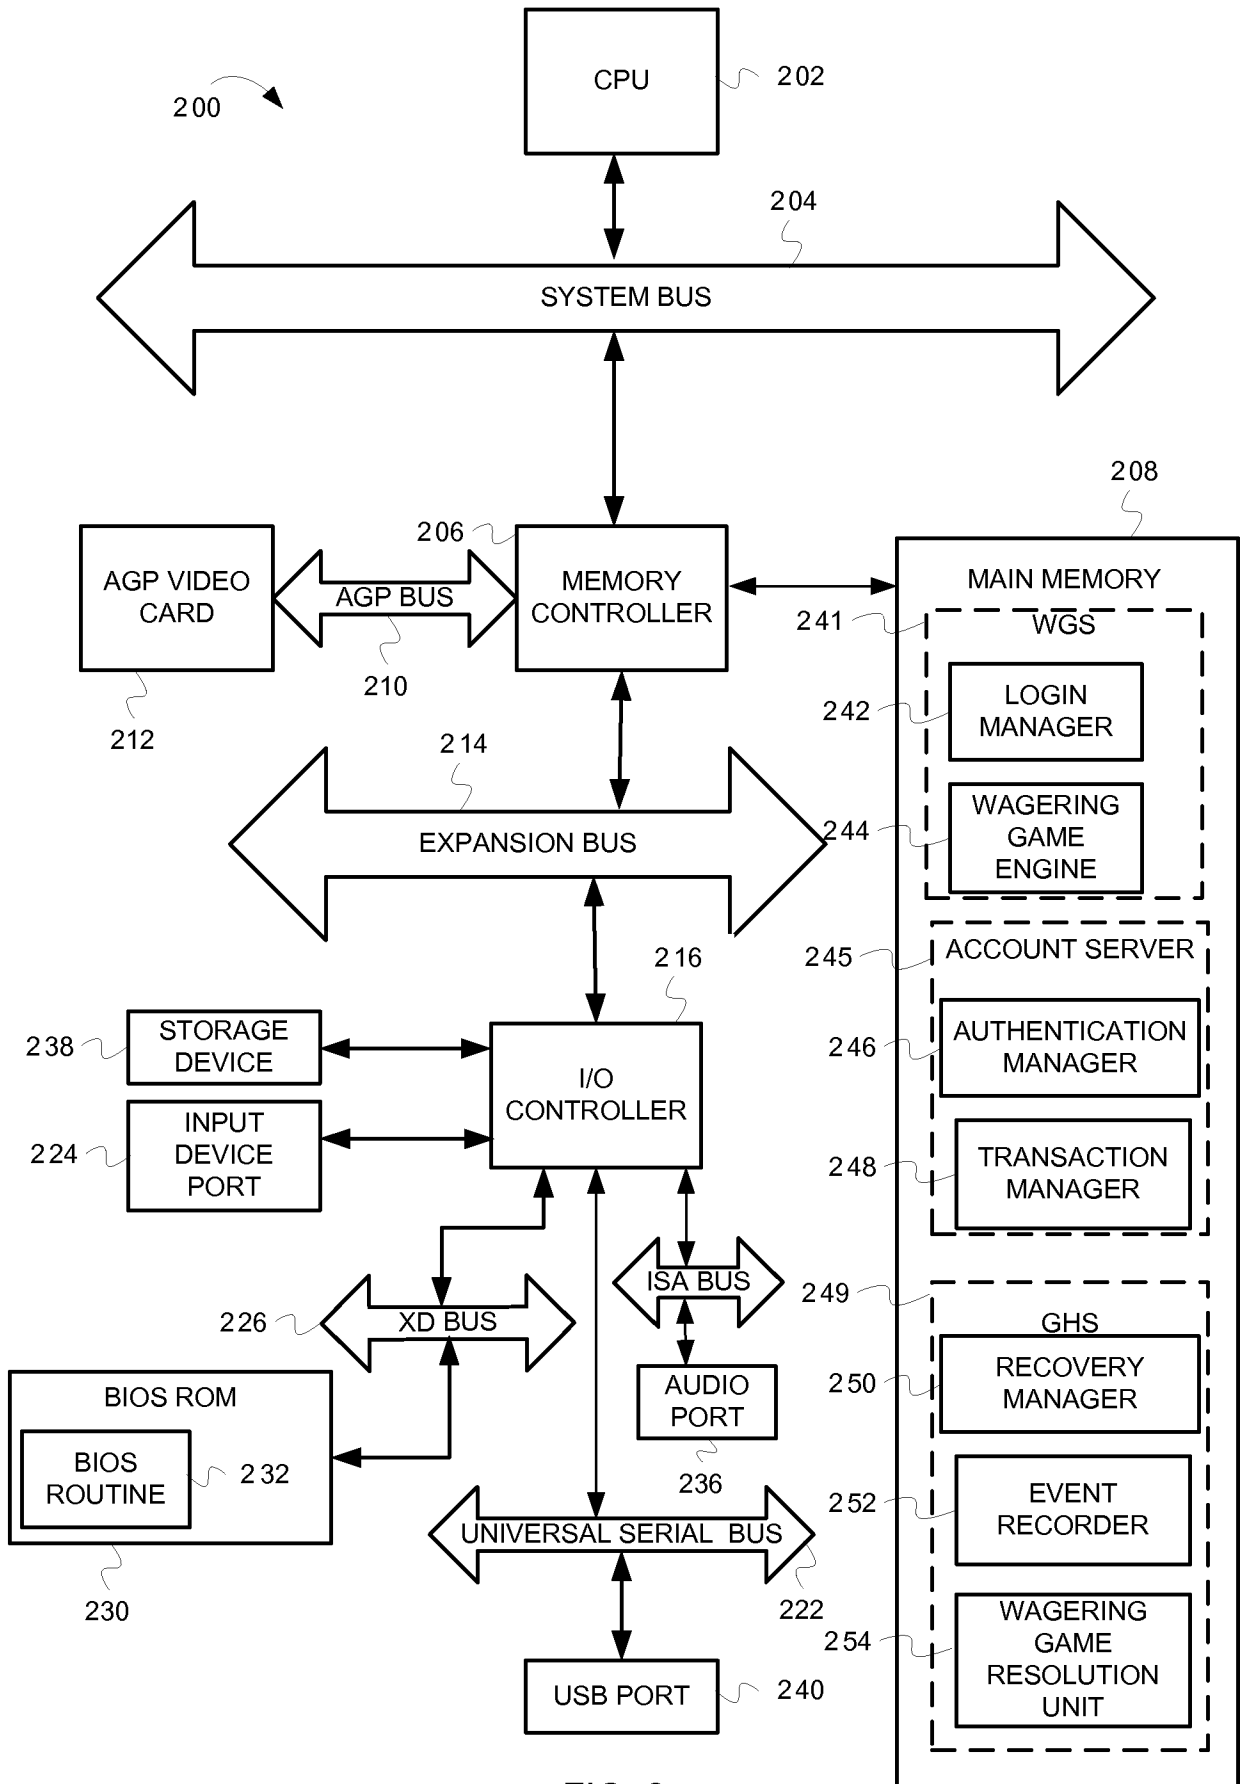 CPU
202
200
204
SYSTEM BUS
208
206
AGP VIDEO
CARD
AGP BUS
MEMORY
CONTROLLER
MAIN MEMORY
241
WGS
210
212
242
LOGIN
MANAGER
214
244
WAGERING
GAME
ENGINE
EXPANSION BUS
216
245
ACCOUNT SERVER
238
STORAGE
DEVICE
246
AUTHENTICATION
MANAGER
I/O
CONTROLLER
224
INPUT
DEVICE
PORT
248
TRANSACTION
MANAGER
ISA BUS
249
226
XD BUS
GHS
250
RECOVERY
MANAGER
AUDIO
PORT
236
BIOS ROM
BIOS
ROUTINE
232
252
EVENT
RECORDER
UNIVERSAL SERIAL BUS
230
222
254
WAGERING
GAME
RESOLUTION
UNIT
USB PORT
240